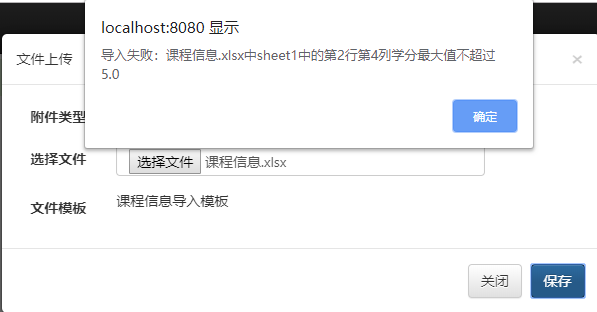 localhost:8080 显示
导入失败：课程信息.xlsx中sheet1中的第2行第4列学分最大值不超过
5.0
确定
文件上传
×
附件类型
选择文件 选择文件 课程信息.xlsx
文件模板 课程信息导入模板
关闭 保存